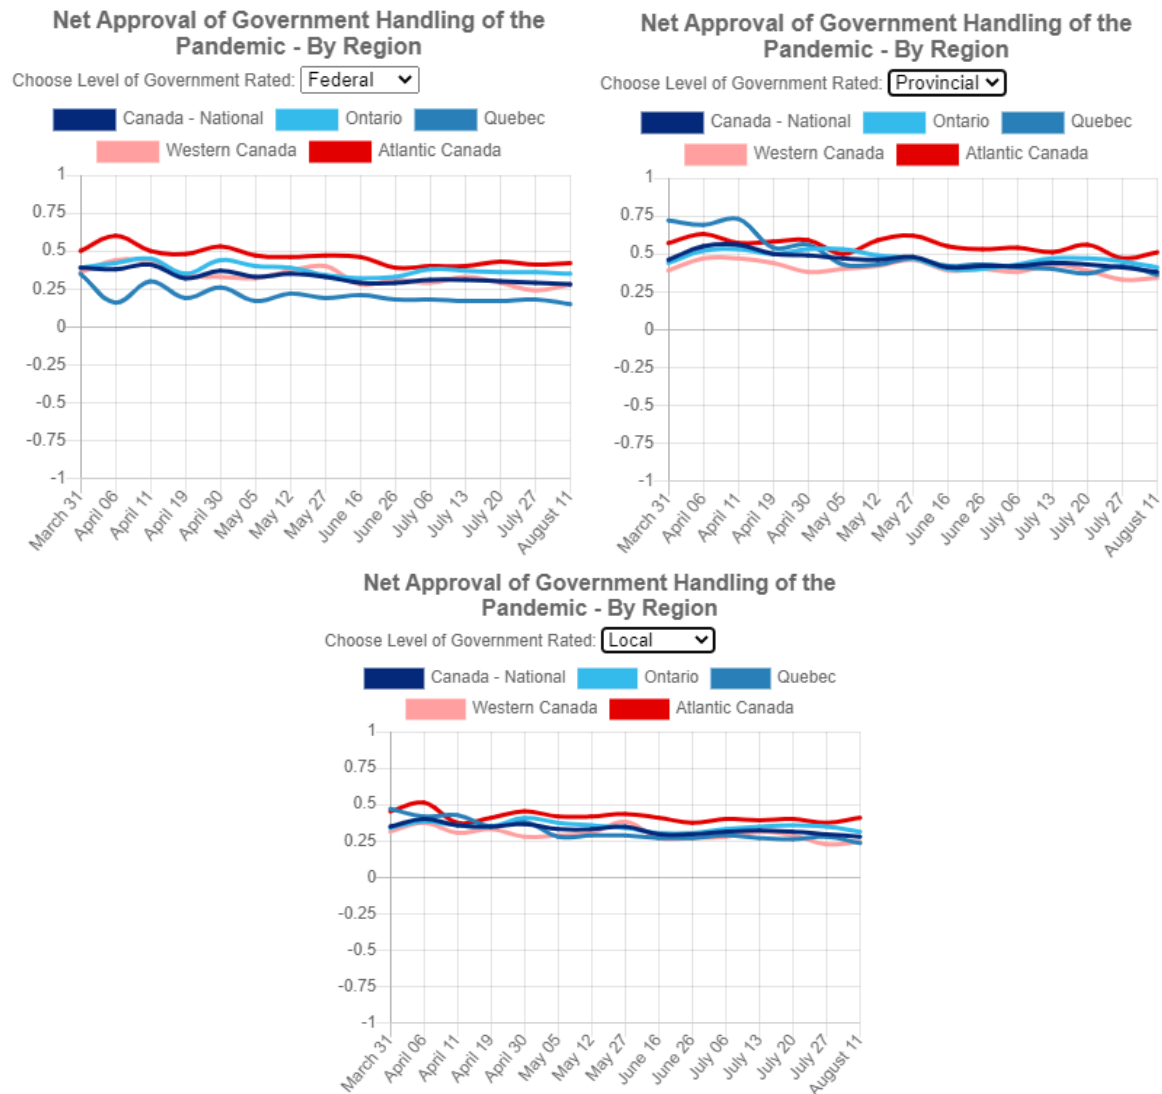 Net Approval of Government Handling of the
Pandemic - By Region
Choose Level of Government Rated: Federal
Canada - National Ontario Quebec
Western Canada Atlantic Canada
1
0.75
0.5
0.25
0
-0.25
-0.5
-0.75
-1
March 31 April 06 April 11 April 19 April 30 May 05 May 12 May 27 June 16 June 26 July 06 July 13 July 20 July 27 August 11
Net Approval of Government Handling of the
Pandemic - By Region
Choose Level of Government Rated: Provincial
Canada - National Ontario Quebec
Western Canada Atlantic Canada
1
0.75
0.5
0.25
0
-0.25
-0.5
-0.75
-1
March 31 April 06 April 11 April 19 April 30 May 05 May 12 May 27 June 16 June 26 July 06 July 13 July 20 July 27 August 11
Net Approval of Government Handling of the
Pandemic - By Region
Choose Level of Government Rated: Local
Canada - National Ontario Quebec
Western Canada Atlantic Canada
1
0.75
0.5
0.25
0
-0.25
-0.5
-0.75
-1
March 31 April 06 April 11 April 19 April 30 May 05 May 12 May 27 June 16 June 26 July 06 July 13 July 20 July 27 August 11